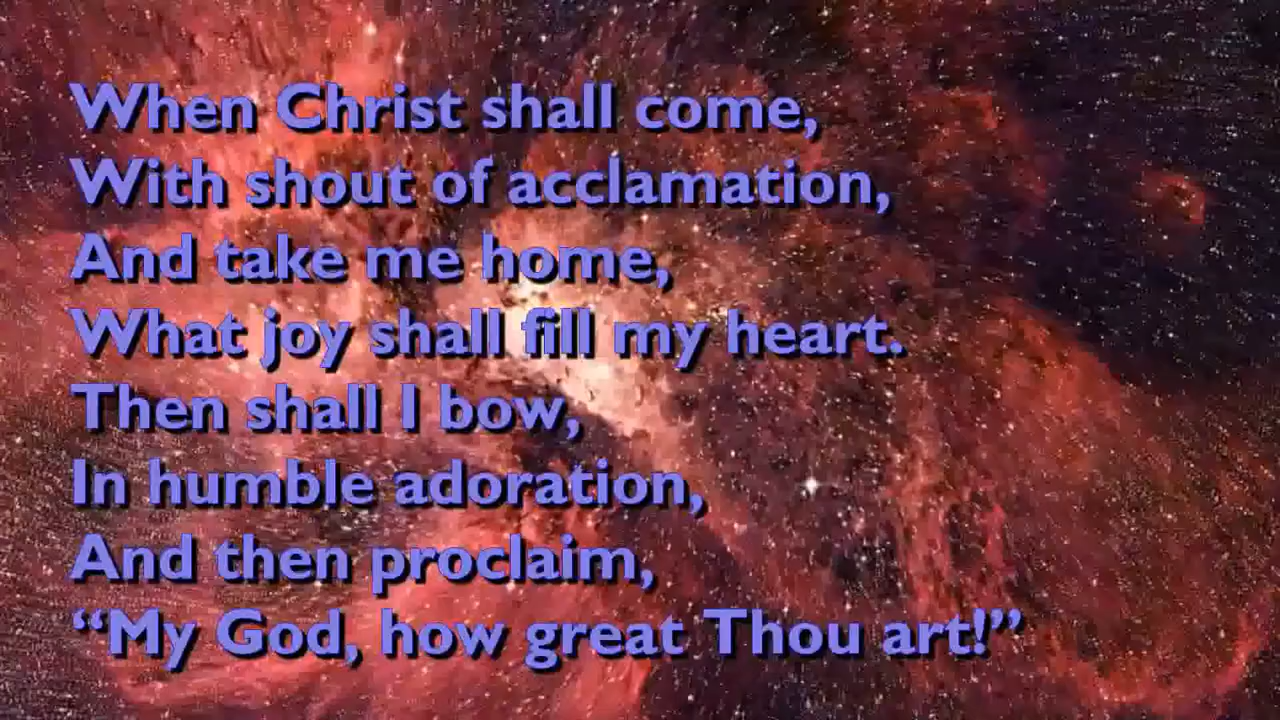 When Christ shall come,
With shout of acclamation,
And take me home,
What joy shall fill my heart.
Then shall I bow,
In humble adoration,
And then proclaim,
“My God, how great Thou art!”